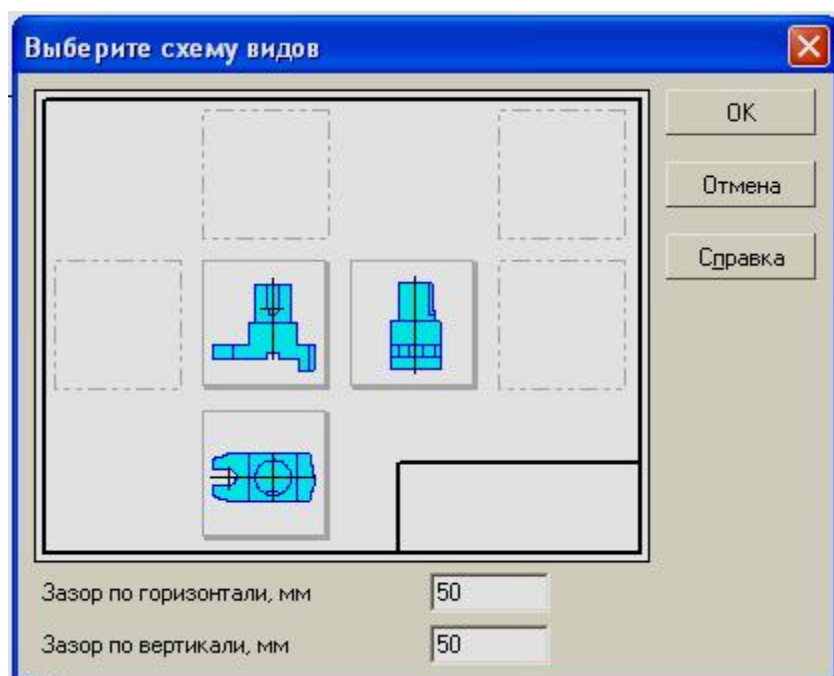 Выберите схему видов
OK
Отмена
Справка
Зазор по горизонтали, мм
50
Зазор по вертикали, мм
50